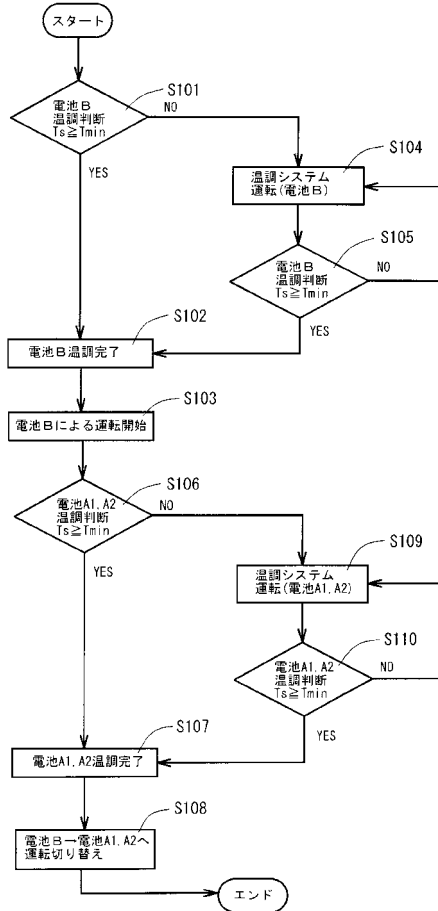 スタート
S101
電池B
温調判断
Ts≧Tmin
NO
YES
S104
温調システム
運転(電池B)
S105
電池B
温調判断
Ts≧Tmin
NO
YES
S102
電池B温調完了
S103
電池Bによる運転開始
S106
電池A1,A2
温調判断
Ts≧Tmin
NO
YES
S109
温調システム
運転(電池A1,A2)
S110
電池A1,A2
温調判断
Ts≧Tmin
NO
YES
S107
電池A1,A2温調完了
S108
電池B→電池A1,A2へ
運転切り替え
エンド